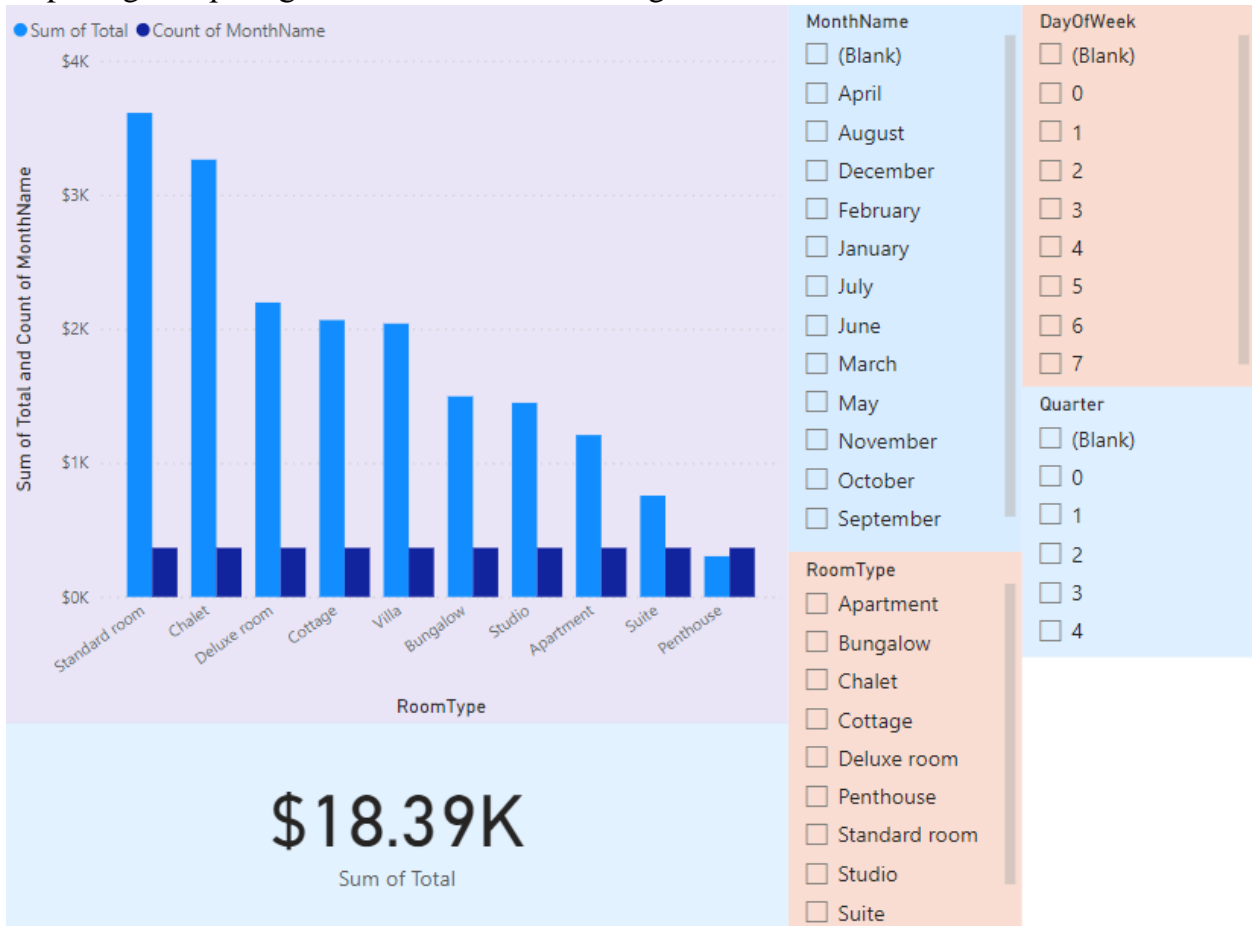 Sum of Total Count of MonthName
$4K
$3K
$2K
$1K
$0K
Sum of Total and Count of MonthName
Standard room
Chalet
Deluxe room
Cottage
Villa
Bungalow
Studio
Apartment
Suite
Penthouse
RoomType
$18.39K
Sum of Total
MonthName
(Blank)
April
August
December
February
January
July
June
March
May
November
October
September
RoomType
Apartment
Bungalow
Chalet
Cottage
Deluxe room
Penthouse
Standard room
Studio
Suite
DayOfWeek
(Blank)
0
1
2
3
4
5
6
7
Quarter
(Blank)
0
1
2
3
4